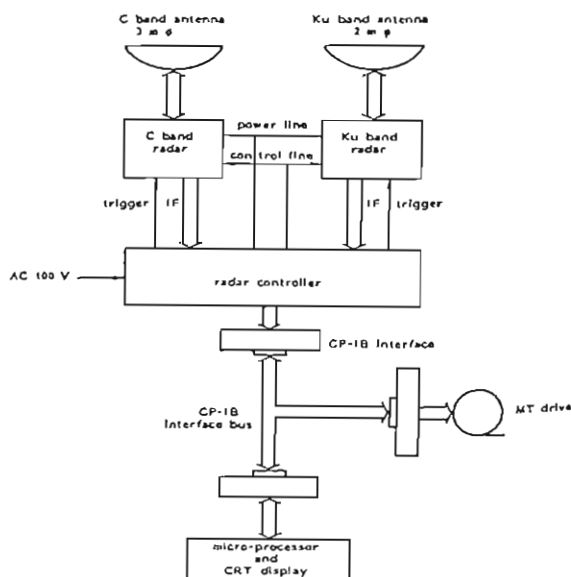 C band antenna
3 m φ
Ku band antenna
2 m φ
C band
radar
power line
control line
Ku band
radar
trigger
IF
IF
trigger
AC 100 V
radar controller
GP-IB Interface
GP-IB
Interface bus
MT drive
micro-processor
and
CRT display